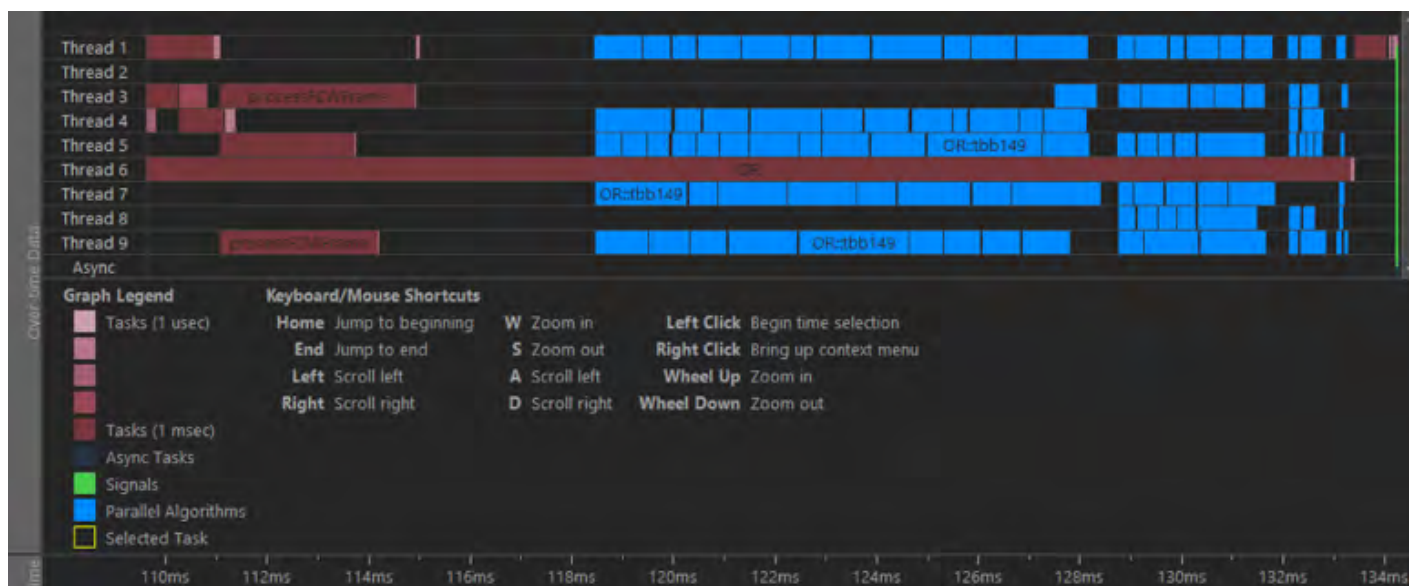 Thread 1
Thread 2
Thread 3
Thread 4
Thread 5 OR::tbb149
Thread 6 OR
Thread 7 OR::tbb149
Thread 8
Thread 9 OR::tbb149
Async
Over time Data
Graph Legend Keyboard/Mouse Shortcuts
Tasks (1 usec) Home Jump to beginning W Zoom in Left Click Begin time selection
End Jump to end S Zoom out Right Click Bring up context menu
Left Scroll left A Scroll left Wheel Up Zoom in
Right Scroll right D Scroll right Wheel Down Zoom out
Tasks (1 msec)
Async Tasks
Signals
Parallel Algorithms
Selected Task
110ms 112ms 114ms 116ms 118ms 120ms 122ms 124ms 126ms 128ms 130ms 132ms 134ms